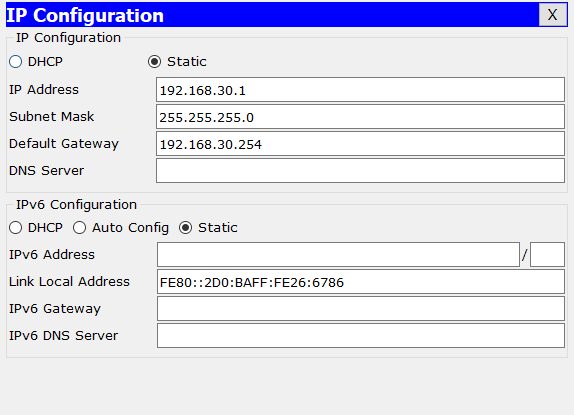 IP Configuration X
IP Configuration
DHCP Static
IP Address 192.168.30.1
Subnet Mask 255.255.255.0
Default Gateway 192.168.30.254
DNS Server
IPv6 Configuration
DHCP Auto Config Static
IPv6 Address /
Link Local Address FE80::2D0:BAFF:FE26:6786
IPv6 Gateway
IPv6 DNS Server